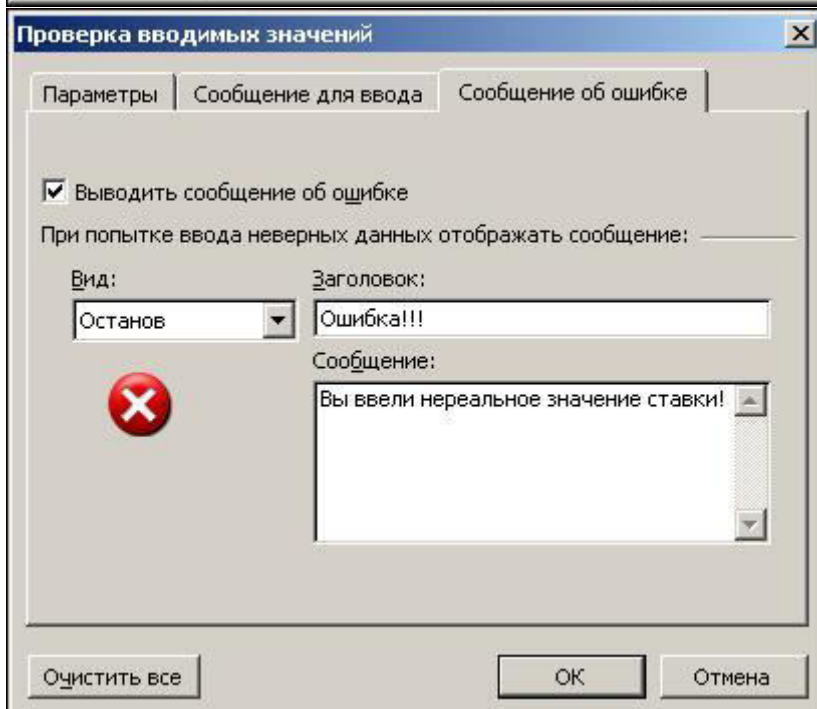 Проверка вводимых значений
Параметры Сообщение для ввода Сообщение об ошибке
Выводить сообщение об ошибке
При попытке ввода неверных данных отображать сообщение:
Вид: Заголовок:
Останов Ошибка!!!
Сообщение:
Вы ввели нереальное значение ставки!
Очистить все ОК Отмена